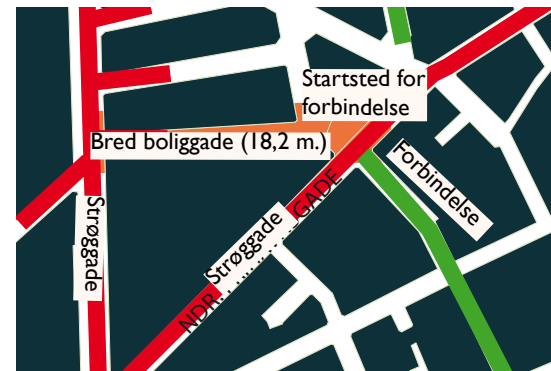 Startsted for
forbindelse
Bred boliggade (18,2 m.)
Forbindelse
Strøggade
Strøggade
NDR.
GADE